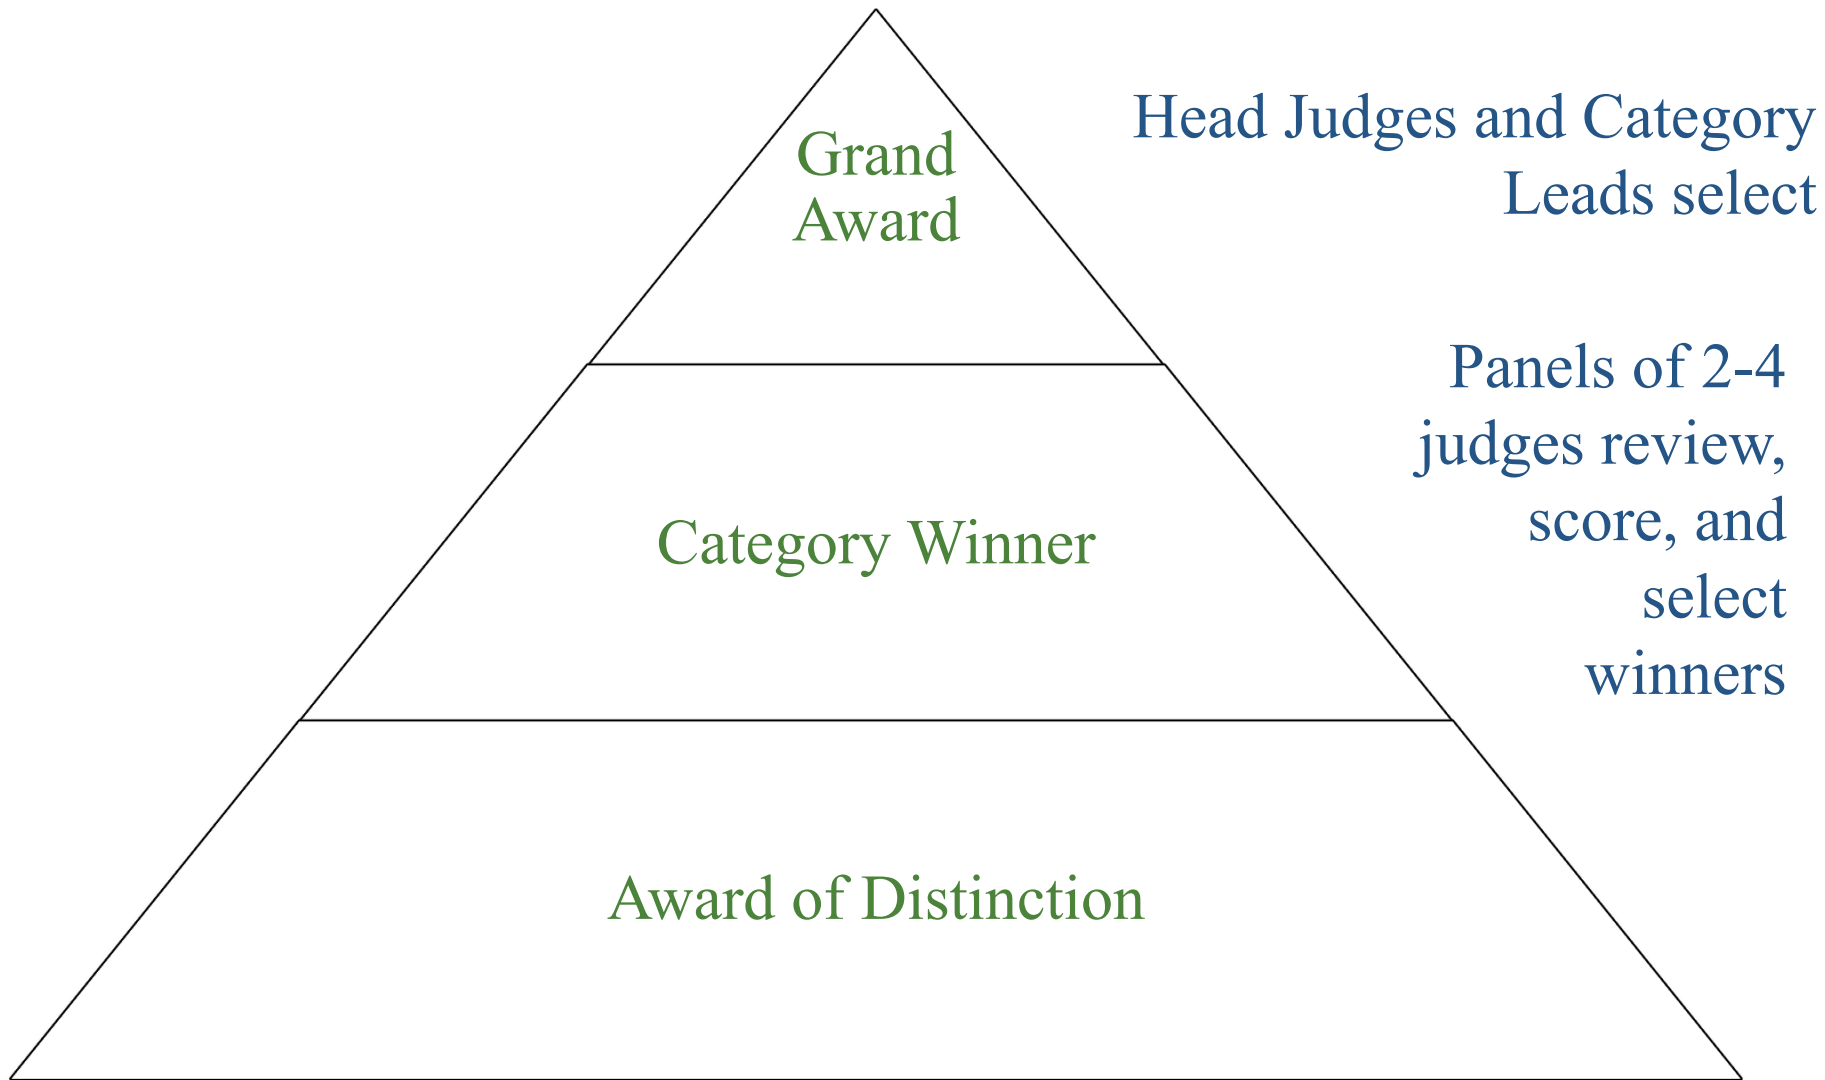 Grand
Award
Head Judges and Category
Leads select
Panels of 2-4
judges review,
score, and
select
winners
Category Winner
Award of Distinction